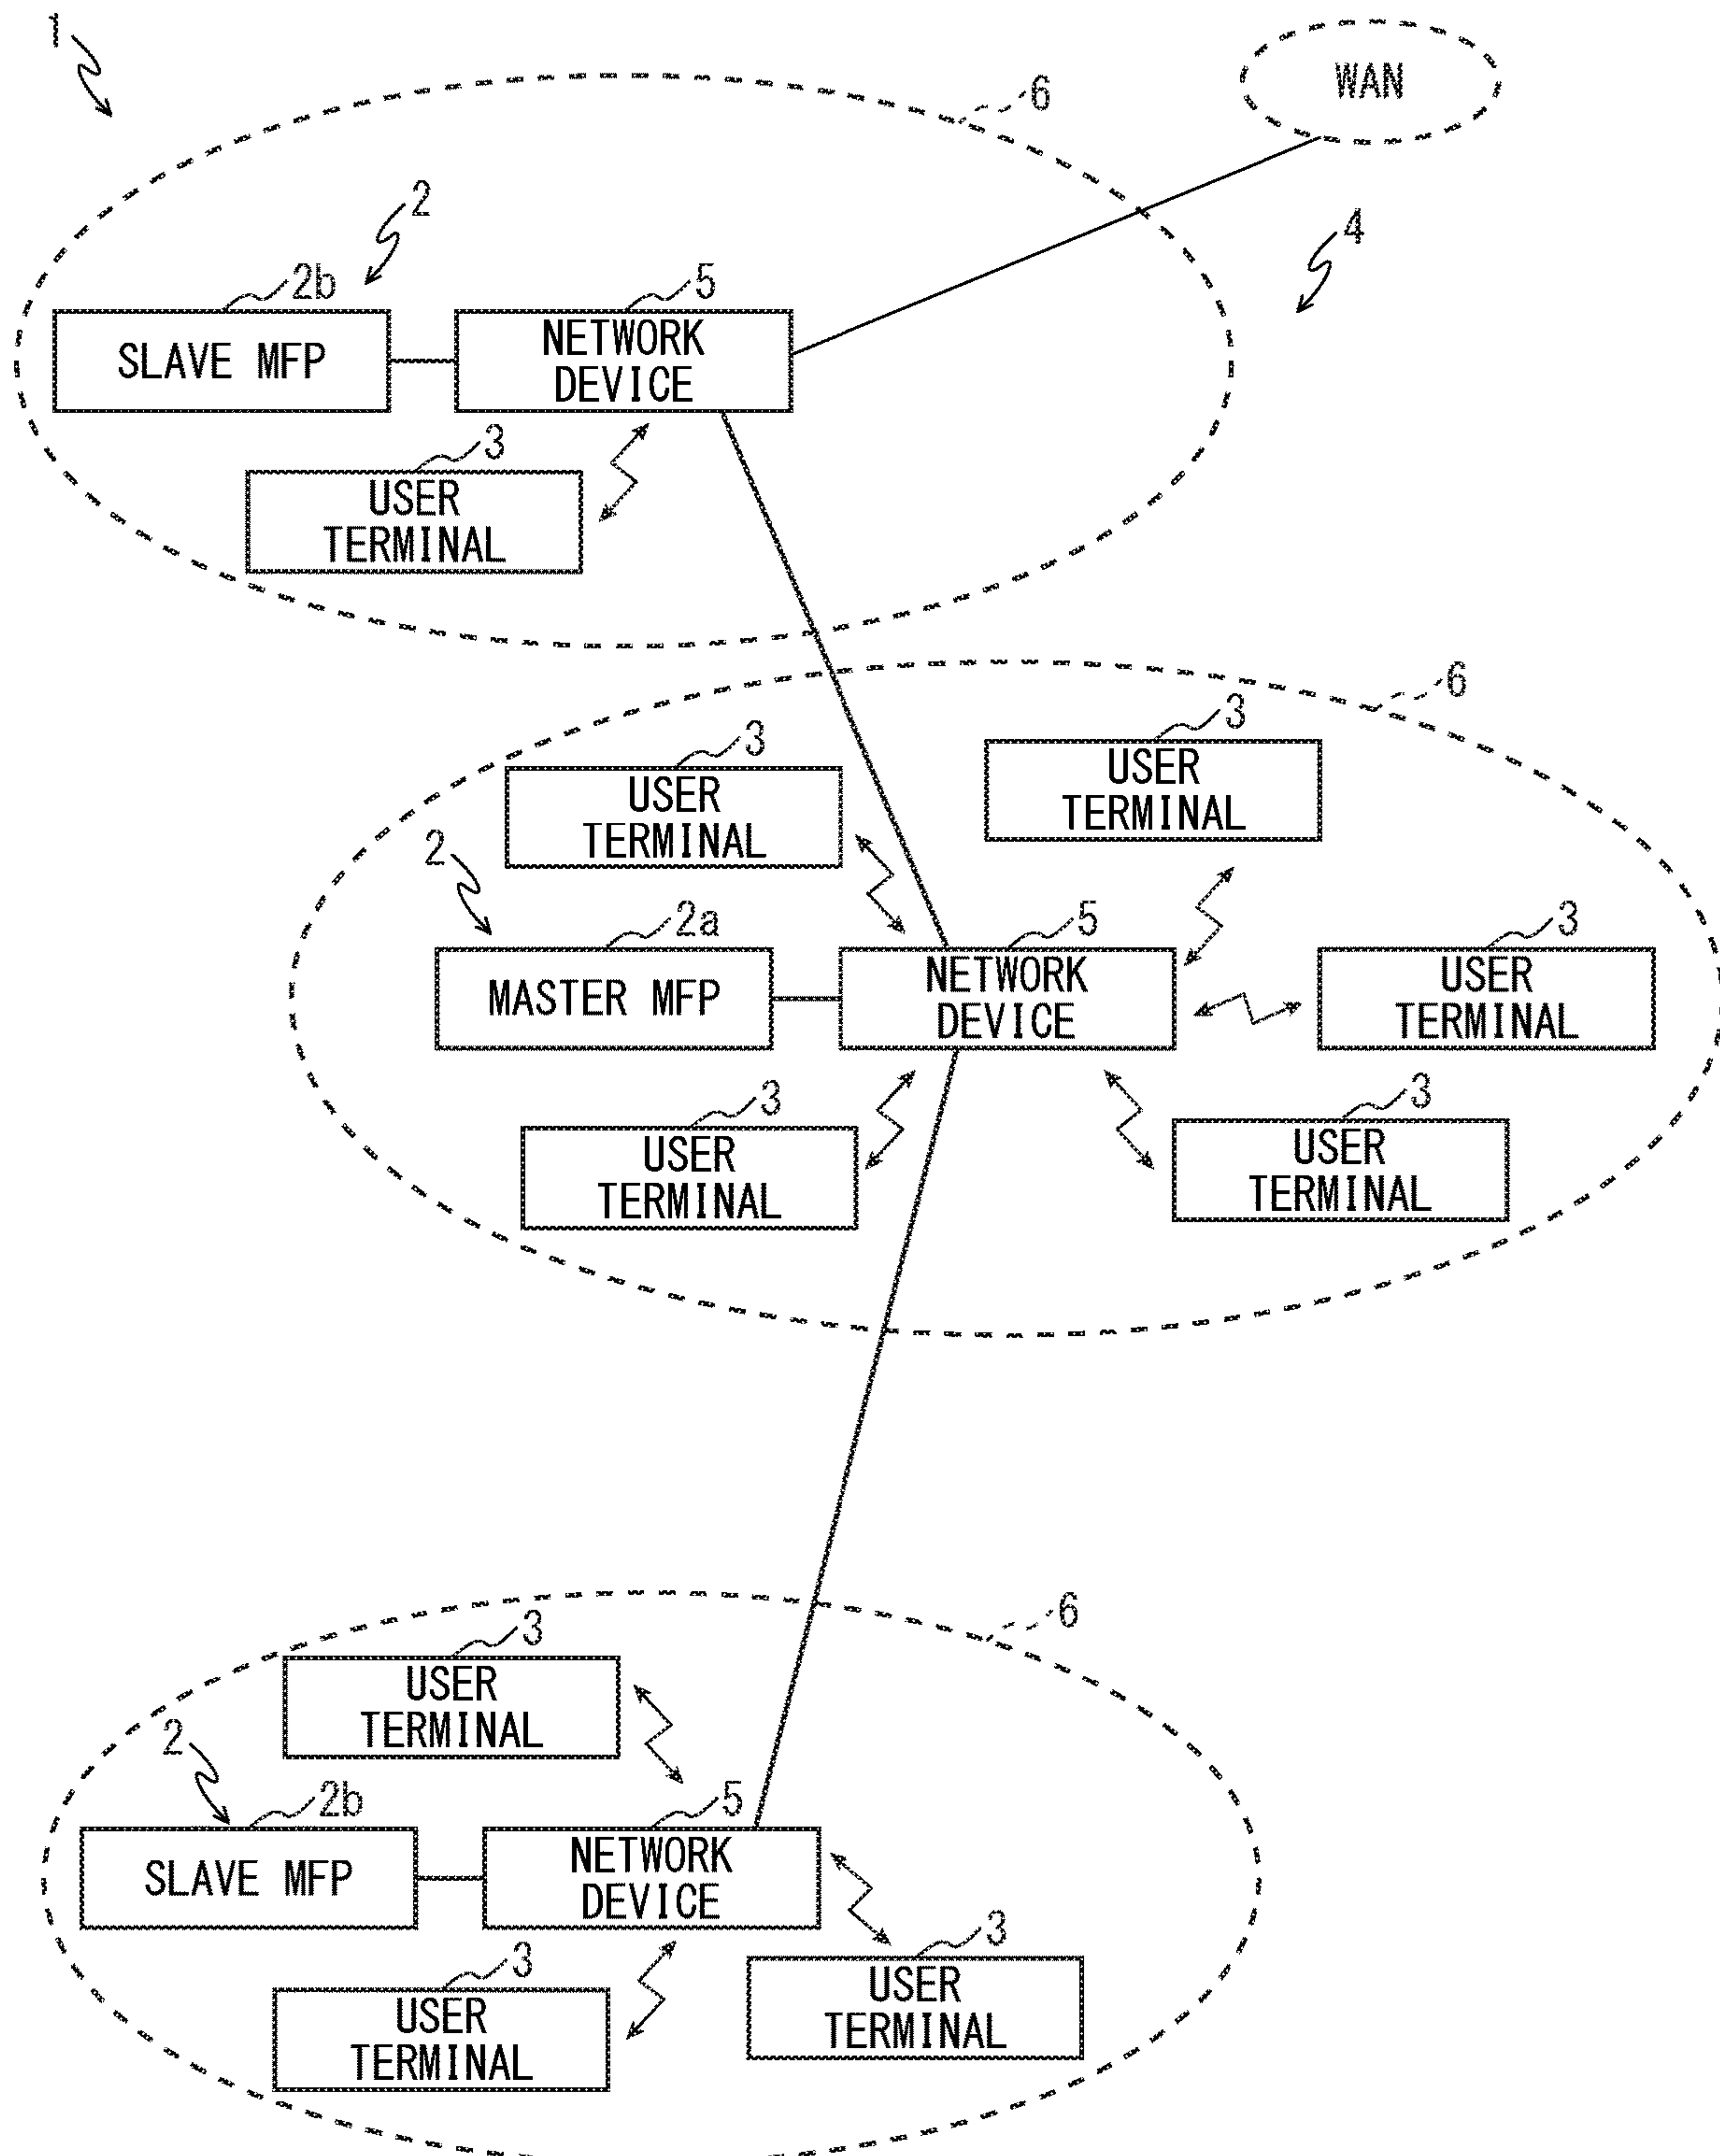 1
6
WAN
2
4
2b
5
SLAVE MFP
NETWORK
DEVICE
3
USER
TERMINAL
6
3
USER
TERMINAL
3
USER
TERMINAL
2
2a
5
3
MASTER MFP
NETWORK
DEVICE
USER
TERMINAL
3
USER
TERMINAL
3
USER
TERMINAL
6
3
USER
TERMINAL
2
2b
5
SLAVE MFP
NETWORK
DEVICE
3
USER
TERMINAL
3
USER
TERMINAL